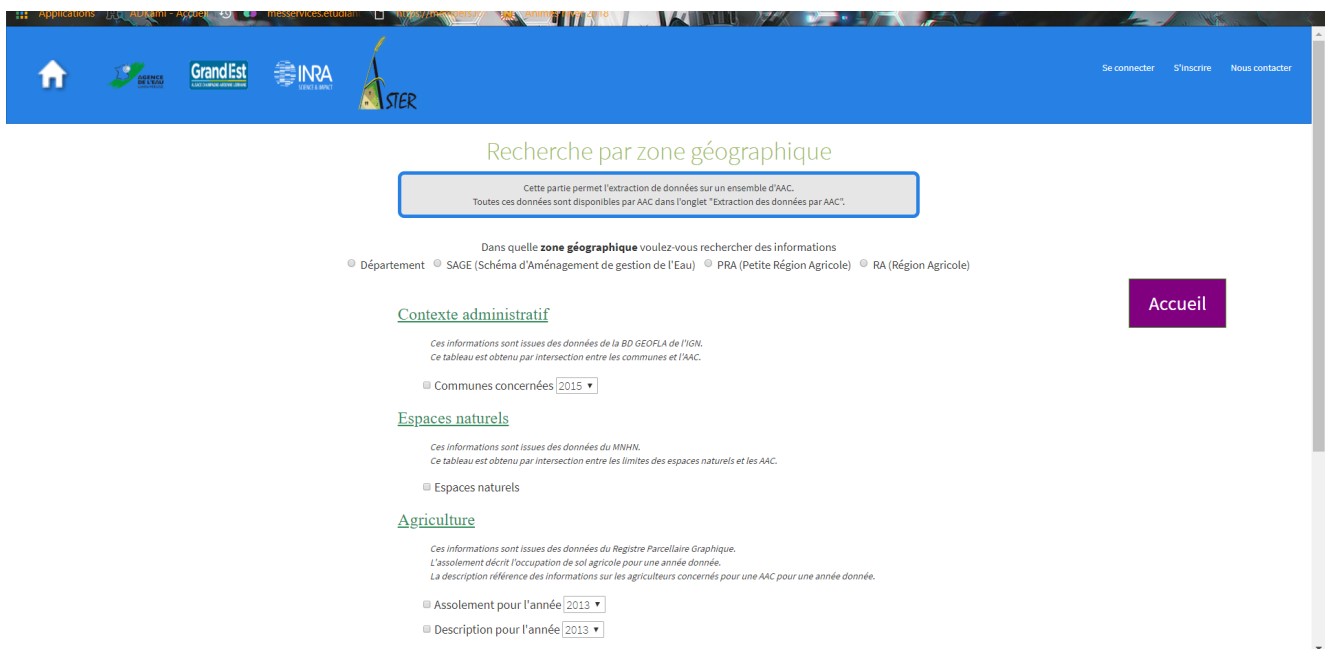 Applications
ADKami - Accueil
messervices.etudian
AGENCE
DE L'EAU
GrandEst
INRA
SCIENCE & IMPACT
ASTER
Se connecter S'inscrire Nous contacter
Recherche par zone géographique
Cette partie permet l'extraction de données sur un ensemble d'AAC.
Toutes ces données sont disponibles par AAC dans l'onglet "Extraction des données par AAC".
Dans quelle zone géographique voulez-vous rechercher des informations
Département SAGE (Schéma d'Aménagement de gestion de l'Eau) PRA (Petite Région Agricole) RA (Région Agricole)
Accueil
Contexte administratif
Ces informations sont issues des données de la BD GEOFLA de l'IGN.
Ce tableau est obtenu par intersection entre les communes et l'AAC.
Communes concernées 2015
Espaces naturels
Ces informations sont issues des données du MNHN.
Ce tableau est obtenu par intersection entre les limites des espaces naturels et les AAC.
Espaces naturels
Agriculture
Ces informations sont issues des données du Registre Parcellaire Graphique.
L'assolement décrit l'occupation de sol agricole pour une année donnée.
La description référence des informations sur les agriculteurs concernés pour une AAC pour une année donnée.
Assolement pour l'année 2013
Description pour l'année 2013